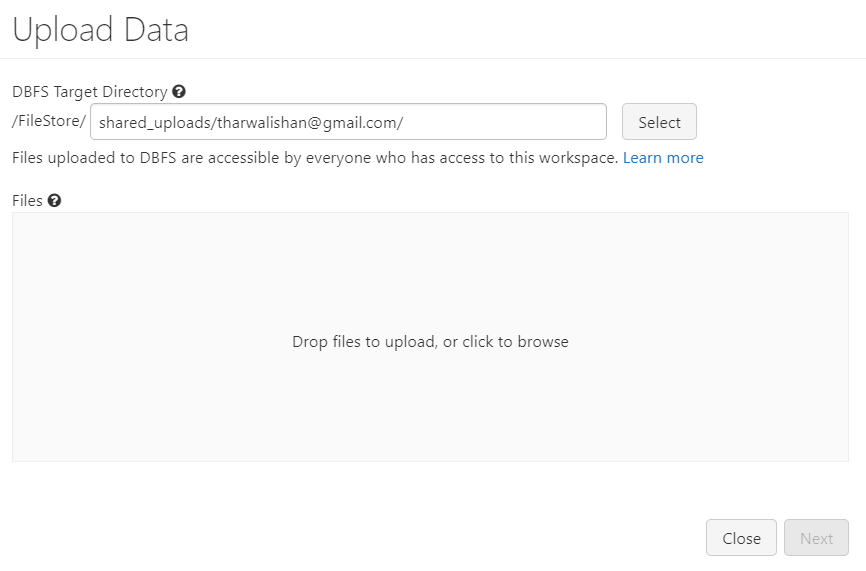 Upload Data
DBFS Target Directory ?
/FileStore/ shared_uploads/tharwalishan@gmail.com/ Select
Files uploaded to DBFS are accessible by everyone who has access to this workspace. Learn more
Files ?
Drop files to upload, or click to browse
Close Next